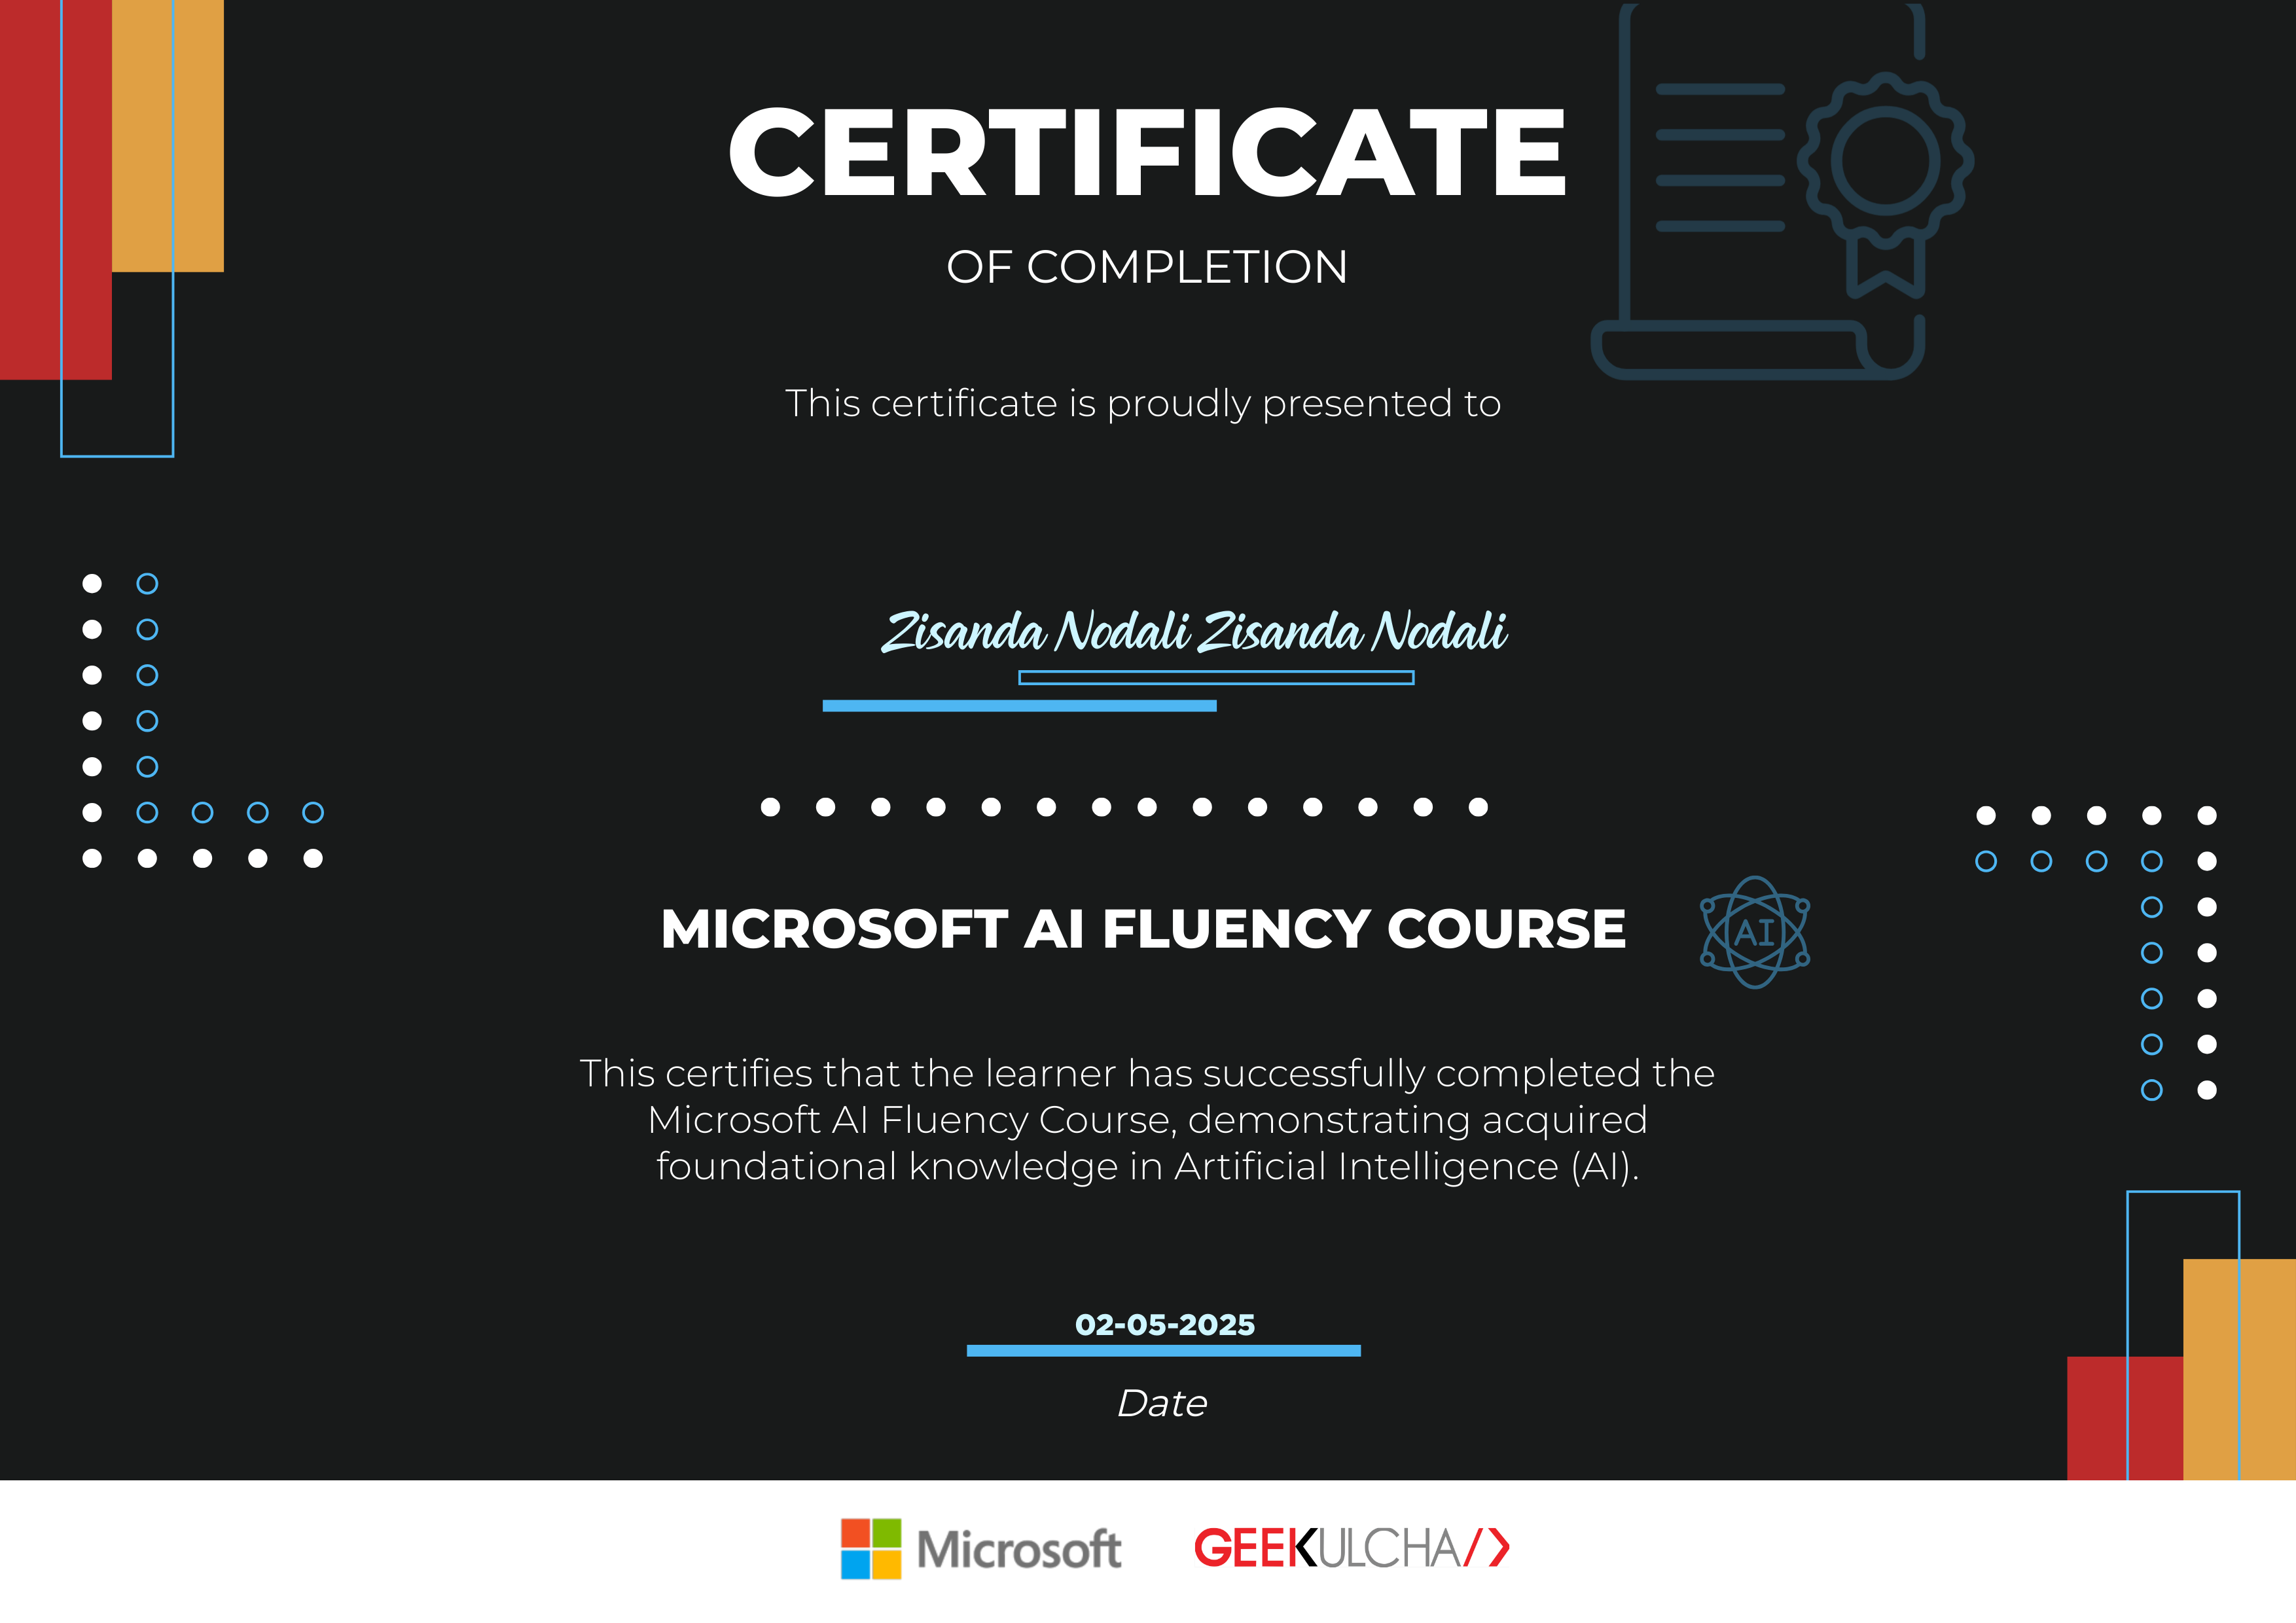 CERTIFICATE
OF COMPLETION
This certificate is proudly presented to
Zisanda Nodali Zisanda Nodali
MICROSOFT AI FLUENCY COURSE
AI
This certifies that the learner has successfully completed the
Microsoft AI Fluency Course, demonstrating acquired
foundational knowledge in Artificial Intelligence (AI).
02-05-2025
Date
Microsoft
GEEKULCHA/>